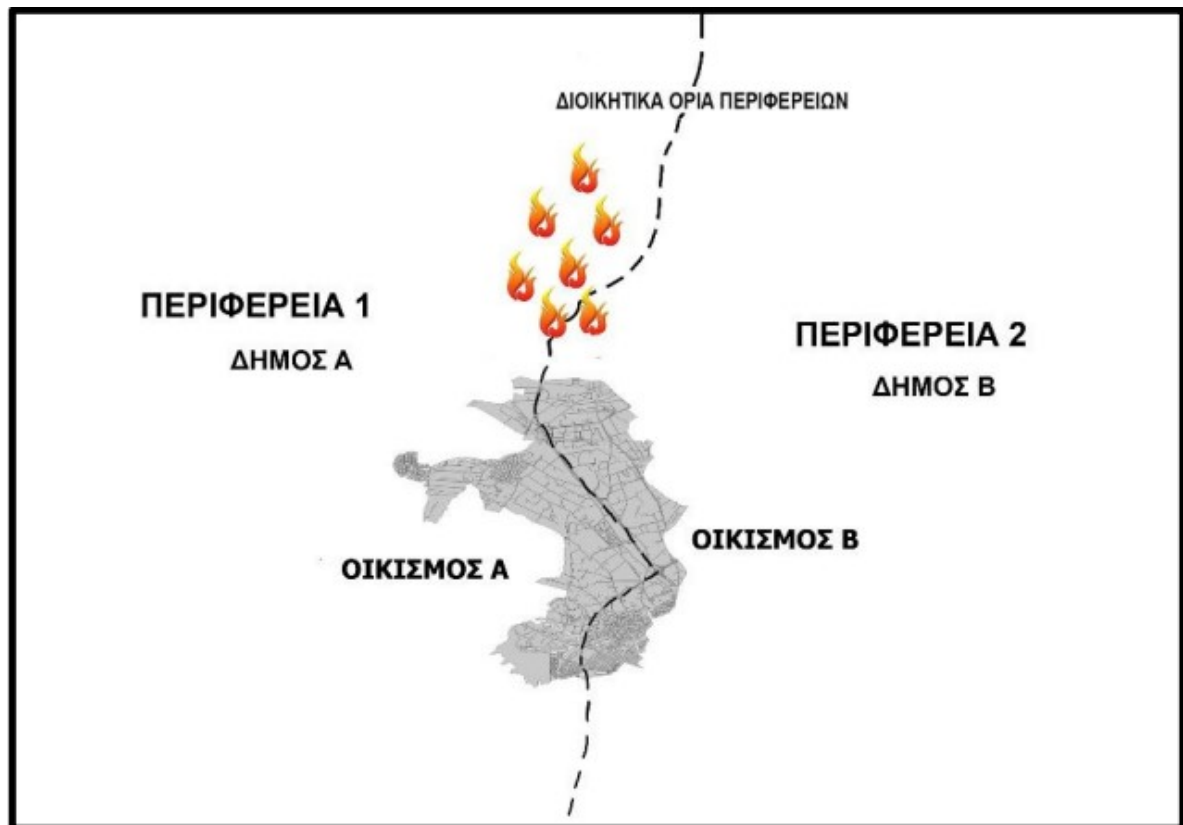 ΔΙΟΙΚΗΤΙΚΑ ΟΡΙΑ ΠΕΡΙΦΕΡΕΙΩΝ
ΠΕΡΙΦΕΡΕΙΑ 1
ΔΗΜΟΣ Α
ΠΕΡΙΦΕΡΕΙΑ 2
ΔΗΜΟΣ Β
ΟΙΚΙΣΜΟΣ Β
ΟΙΚΙΣΜΟΣ Α